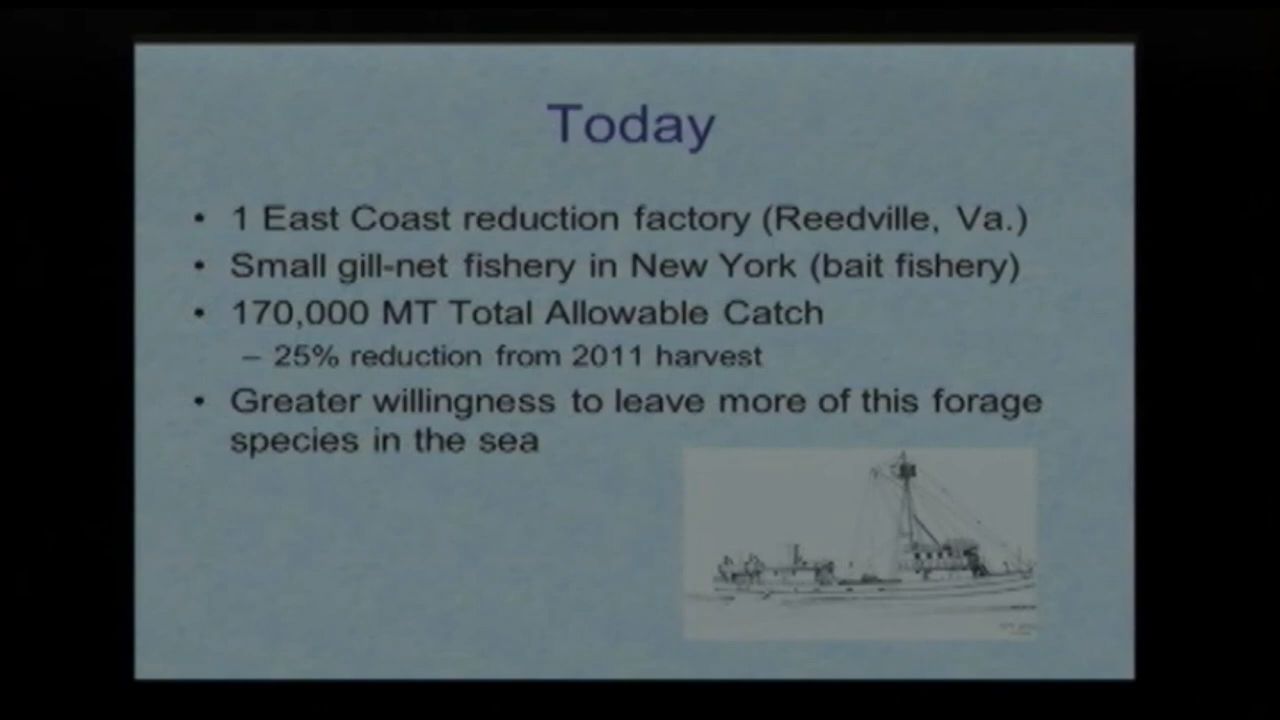 Today
• 1 East Coast reduction factory (Reedville, Va.)
• Small gill-net fishery in New York (bait fishery)
• 170,000 MT Total Allowable Catch
– 25% reduction from 2011 harvest
• Greater willingness to leave more of this forage
species in the sea